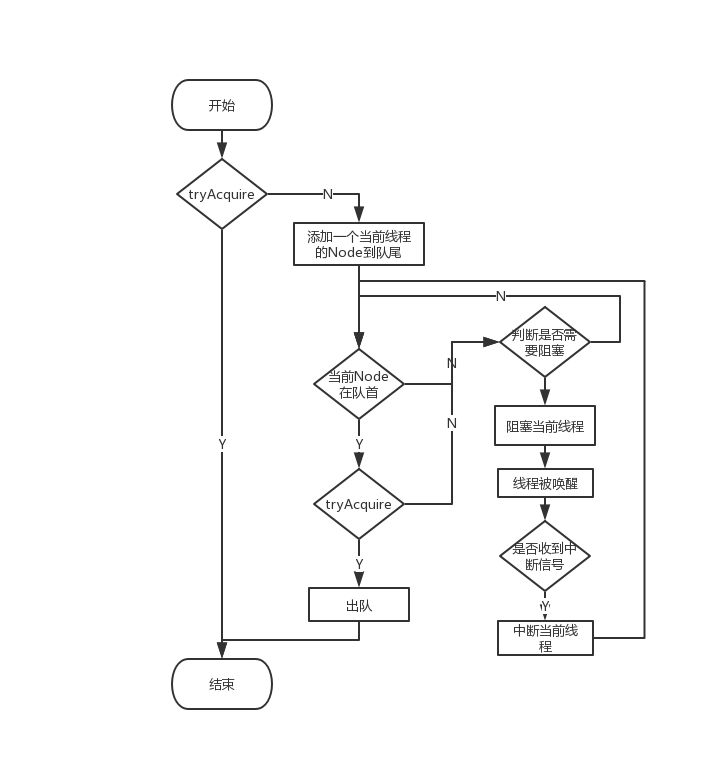 开始
tryAcquire
N
添加一个当前线程
的Node到队尾
N
判断是否需
要阻塞
N
当前Node
在队首
N
阻塞当前线程
Y
Y
线程被唤醒
tryAcquire
是否收到中
断信号
Y
出队
Y
中断当前线
程
结束